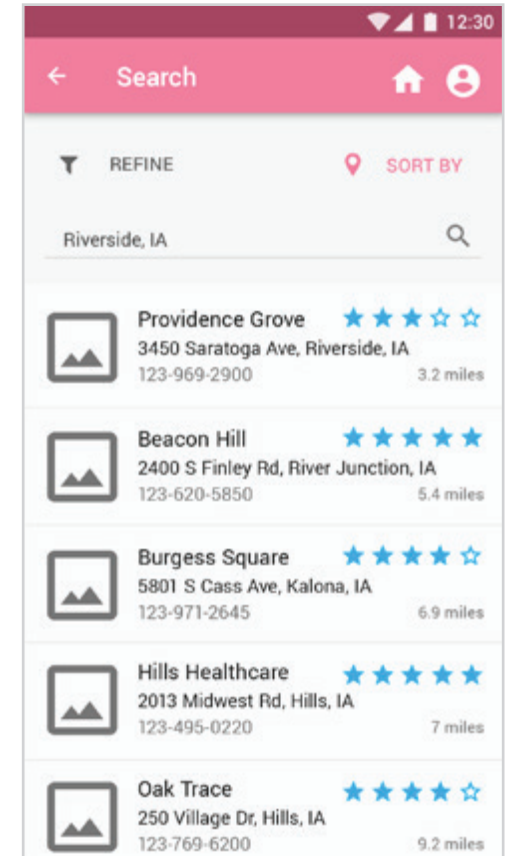 12:30
Search
REFINE SORT BY
Riverside, IA
Providence Grove
3450 Saratoga Ave, Riverside, IA
123-969-2900 3.2 miles
Beacon Hill
2400 S Finley Rd, River Junction, IA
123-620-5850 5.4 miles
Burgess Square
5801 S Cass Ave, Kalona, IA
123-971-2645 6.9 miles
Hills Healthcare
2013 Midwest Rd, Hills, IA
123-495-0220 7 miles
Oak Trace
250 Village Dr, Hills, IA
123-769-6200 9.2 miles